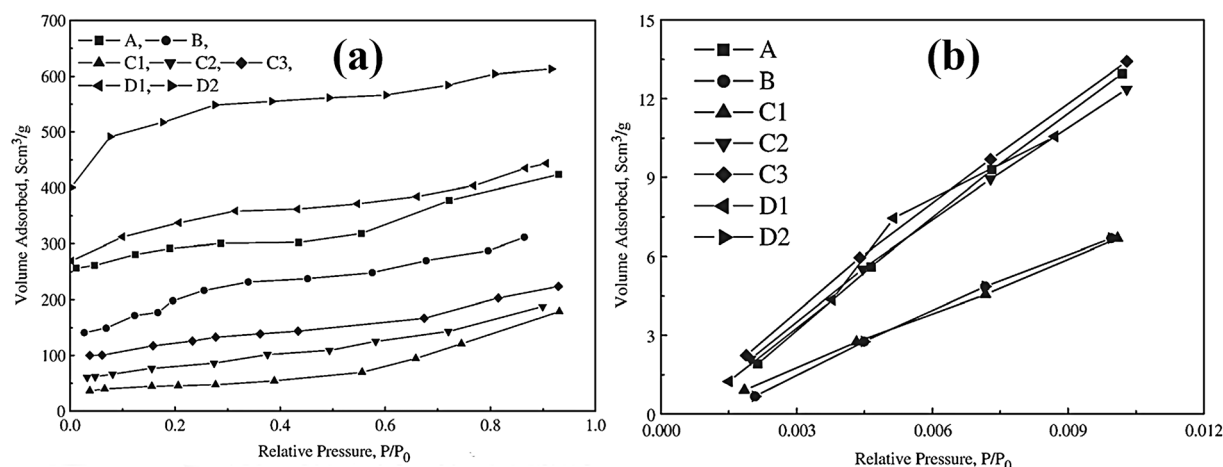 (a)
A, B,
C1, C2, C3,
D1, D2
700
600
500
400
300
200
100
0
Volume Adsorbed, Scm³/g
0.0 0.2 0.4 0.6 0.8 1.0
Relative Pressure, P/P₀
(b)
A
B
C1
C2
C3
D1
D2
15
12
9
6
3
0
Volume Adsorbed, Scm³/g
0.000 0.003 0.006 0.009 0.012
Relative Pressure, P/P₀